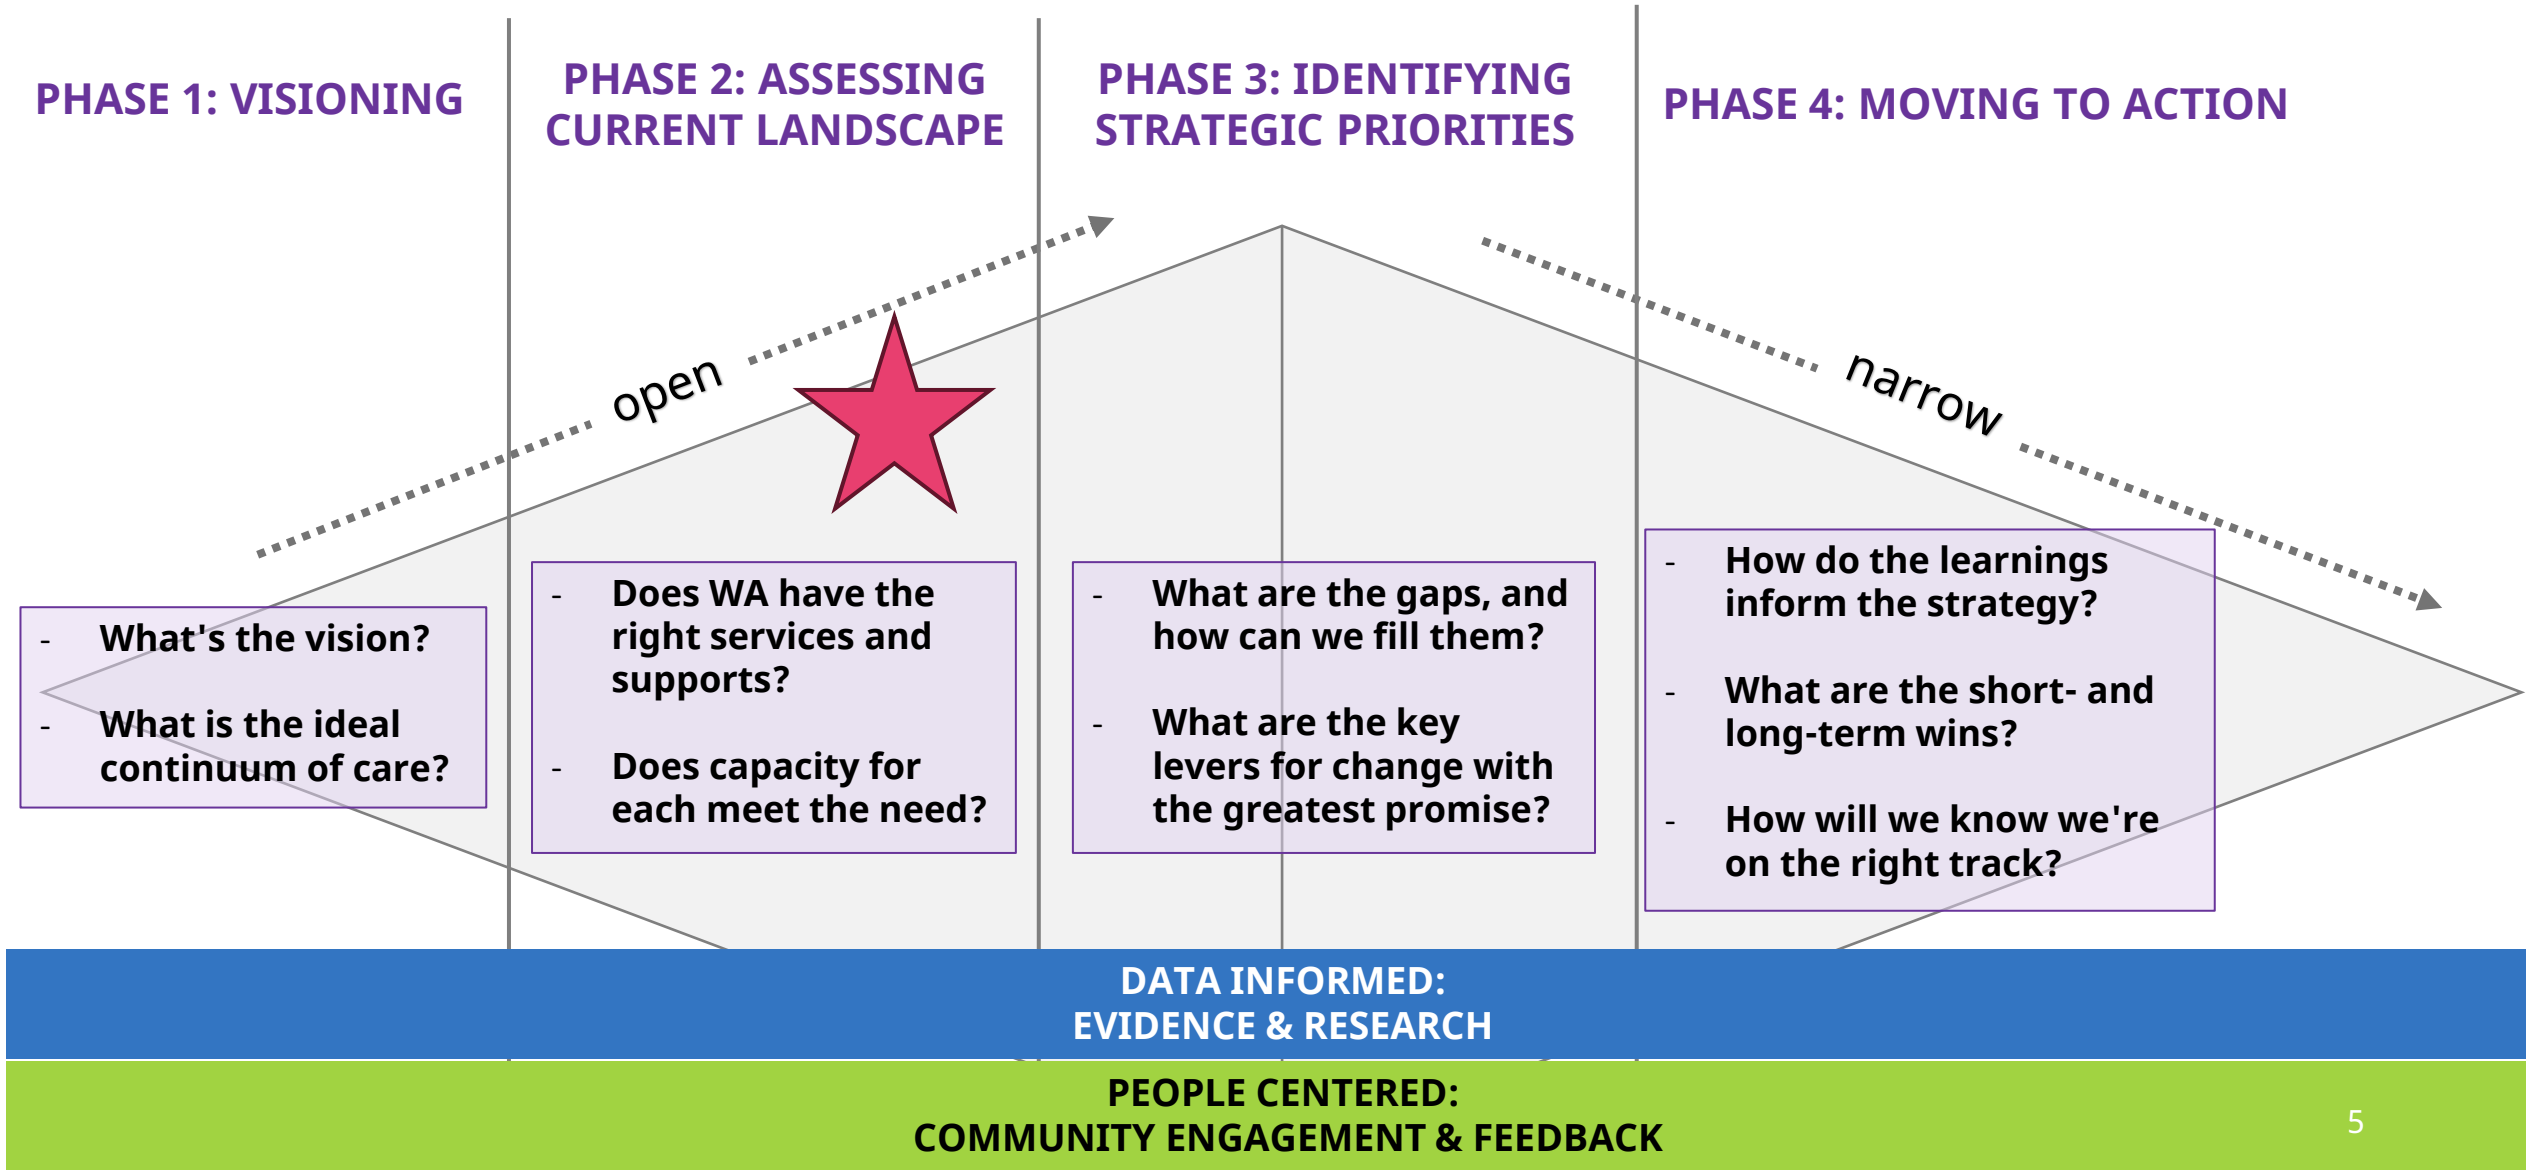 PHASE 1: VISIONING
PHASE 2: ASSESSING
CURRENT LANDSCAPE
PHASE 3: IDENTIFYING
STRATEGIC PRIORITIES
PHASE 4: MOVING TO ACTION
open
narrow
- What's the vision?
- What is the ideal
continuum of care?
- Does WA have the
right services and
supports?
- Does capacity for
each meet the need?
- What are the gaps, and
how can we fill them?
- What are the key
levers for change with
the greatest promise?
- How do the learnings
inform the strategy?
- What are the short- and
long-term wins?
- How will we know we're
on the right track?
DATA INFORMED:
EVIDENCE & RESEARCH
PEOPLE CENTERED:
COMMUNITY ENGAGEMENT & FEEDBACK
5